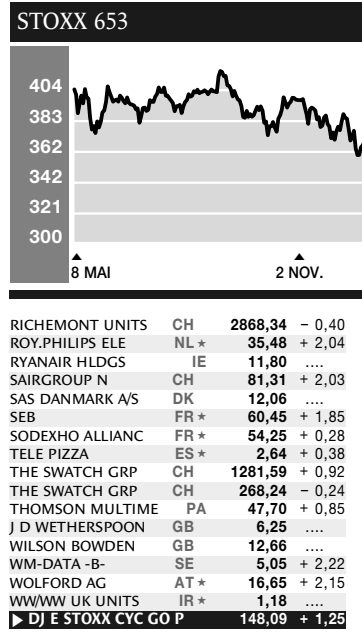 STOXX 653
404
383
362
342
321
300
8 MAI 2 NOV.
RICHEMONT UNITS CH 2868,34 – 0,40
ROY.PHILIPS ELE NL ★ 35,48 + 2,04
RYANAIR HLDGS IE 11,80 ....
SAIRGROUP N CH 81,31 + 2,03
SAS DANMARK A/S DK 12,06 ....
SEB FR ★ 60,45 + 1,85
SODEXHO ALLIANC FR ★ 54,25 + 0,28
TELE PIZZA ES ★ 2,64 + 0,38
THE SWATCH GRP CH 1281,59 + 0,92
THE SWATCH GRP CH 268,24 – 0,24
THOMSON MULTIME PA 47,70 + 0,85
J D WETHERSPOON GB 6,25 ....
WILSON BOWDEN GB 12,66 ....
WM-DATA -B- SE 5,05 + 2,22
WOLFORD AG AT ★ 16,65 + 2,15
WW/WW UK UNITS IR ★ 1,18 ....
▶ DJ E STOXX CYC GO P 148,09 + 1,25